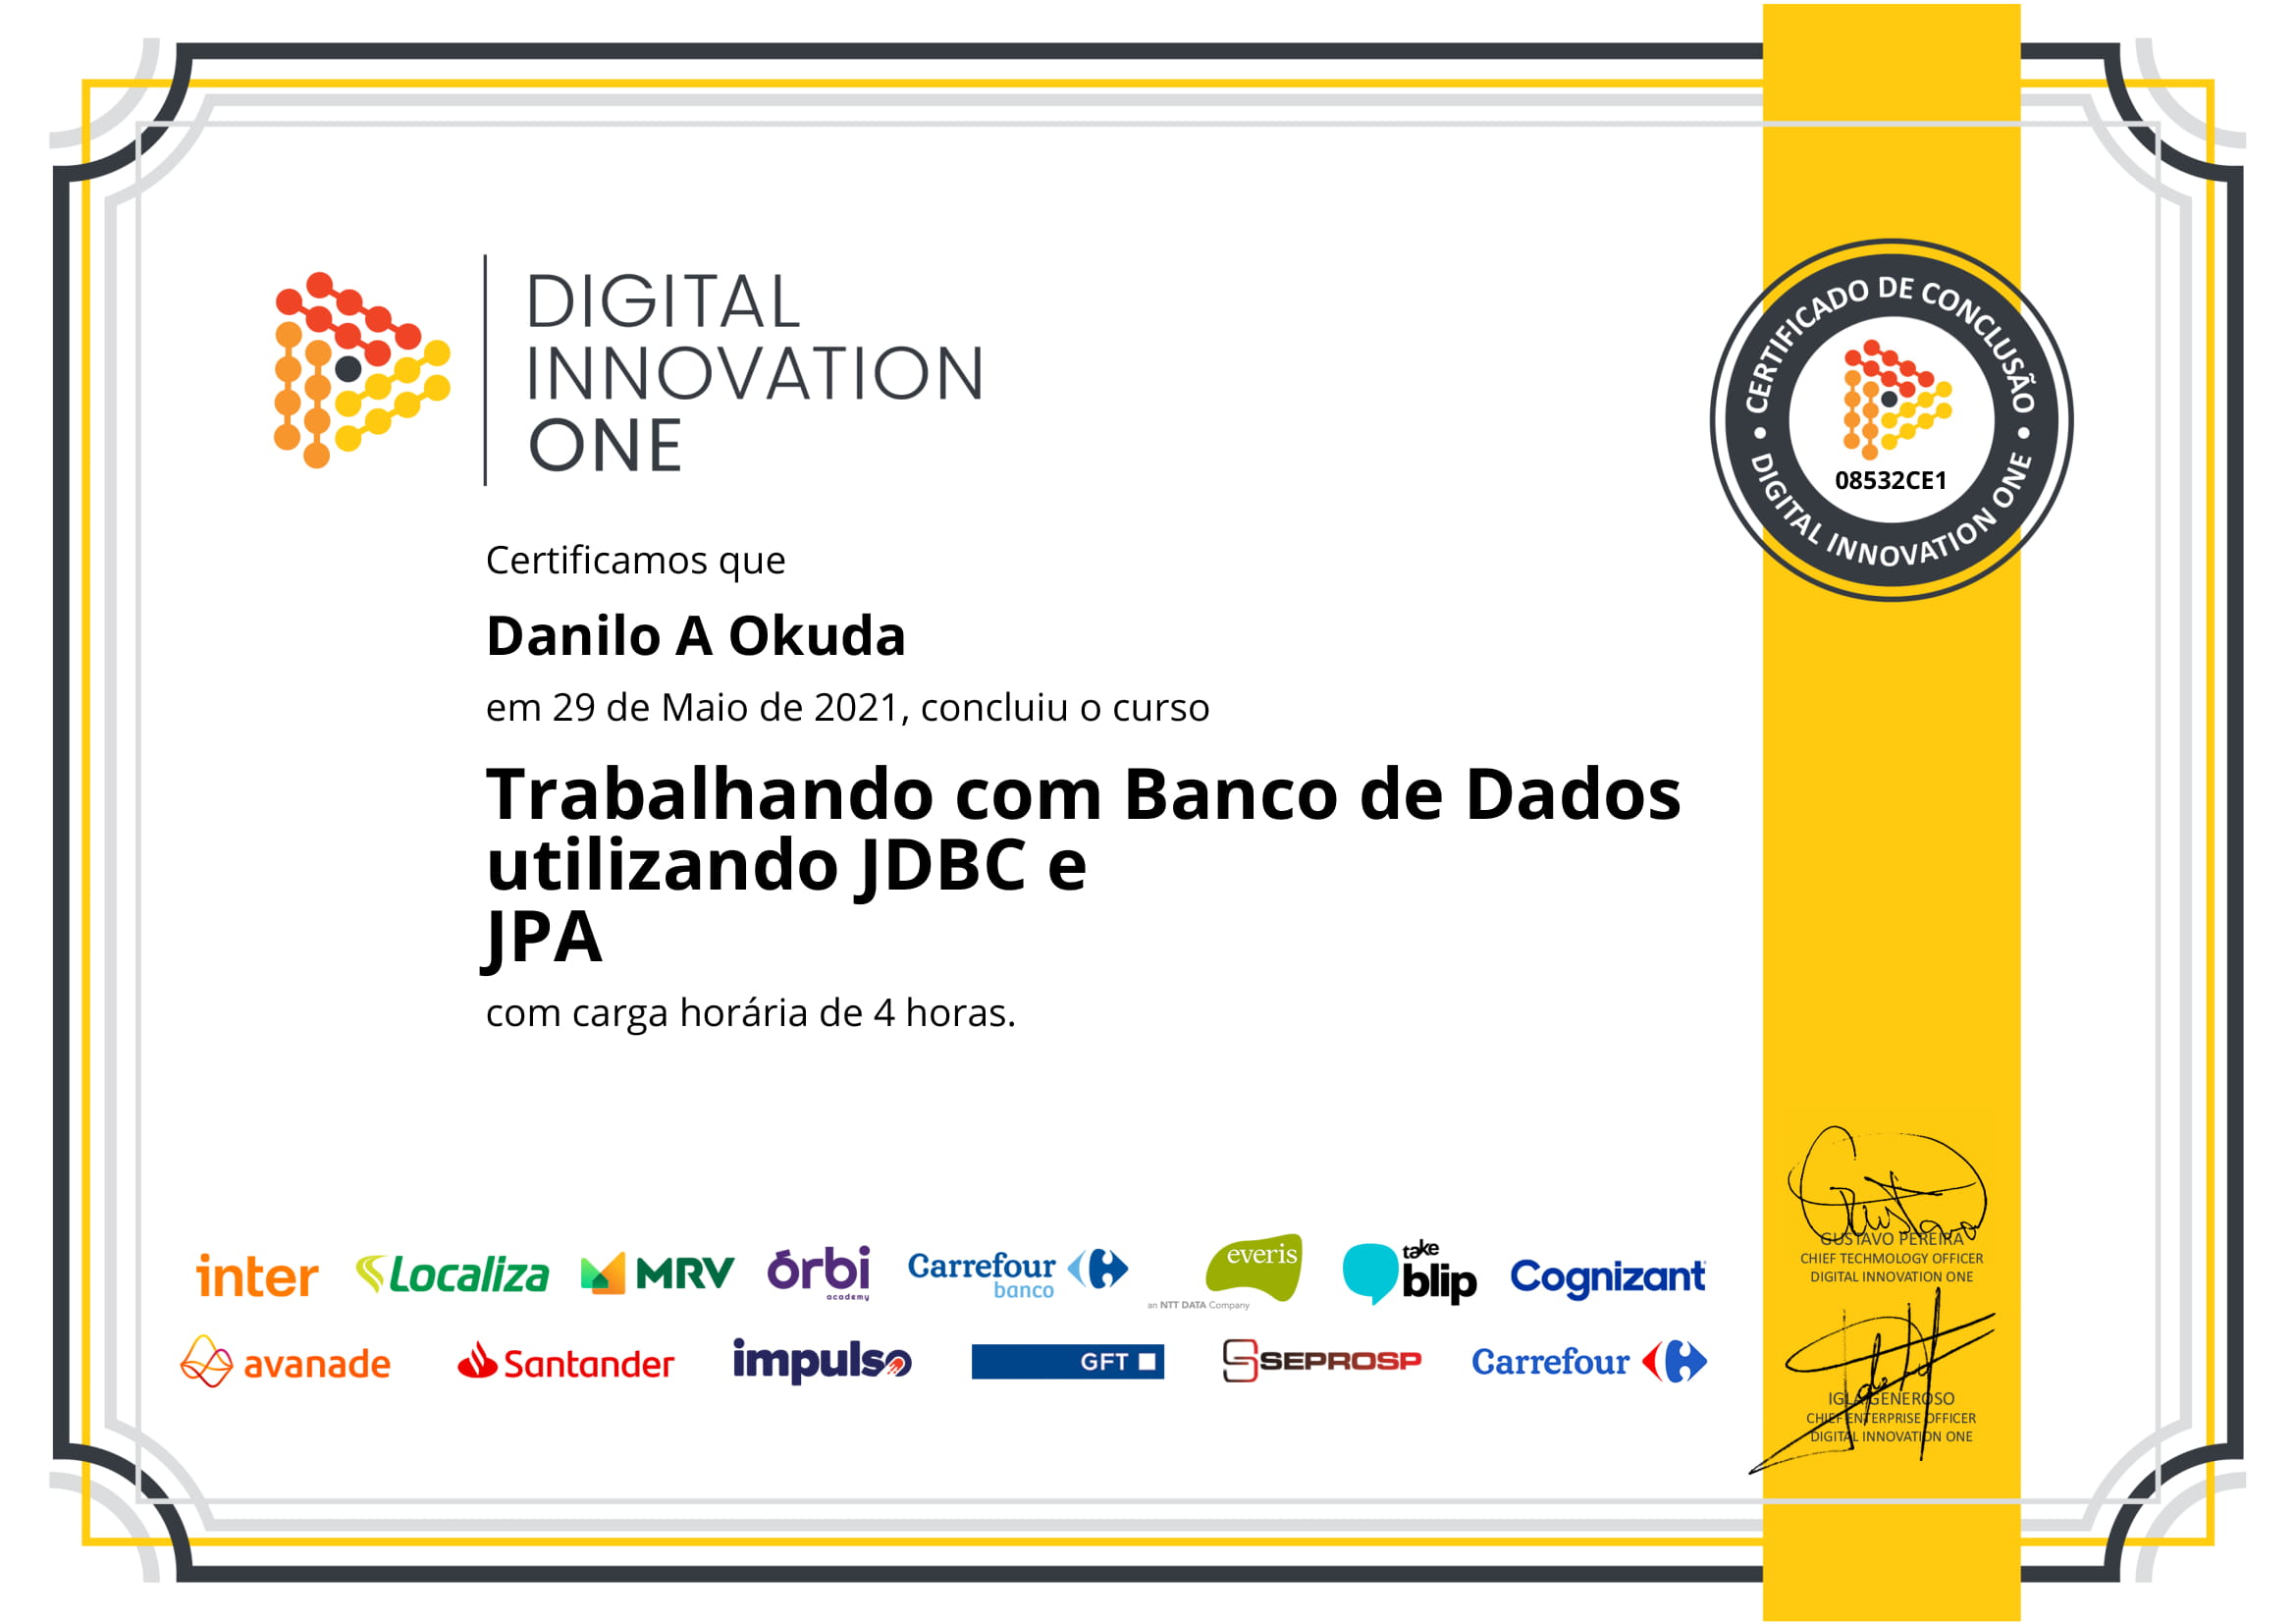 DIGITAL
INNOVATION
ONE
CERTIFICADO DE CONCLUSÃO
08532CE1
DIGITAL INNOVATION ONE
Certificamos que
Danilo A Okuda
em 29 de Maio de 2021, concluiu o curso
Trabalhando com Banco de Dados
utilizando JDBC e
JPA
com carga horária de 4 horas.
Gustavo
GUSTAVO PEREIRA
CHIEF TECHMOLOGY OFFICER
DIGITAL INNOVATION ONE
inter Localiza MRV órbi academy Carrefour banco everis an NTT DATA Company take blip Cognizant
avanade Santander impulso GFT SEPROSP Carrefour
IGLA GENEROSO
CHIEF ENTERPRISE OFFICER
DIGITAL INNOVATION ONE